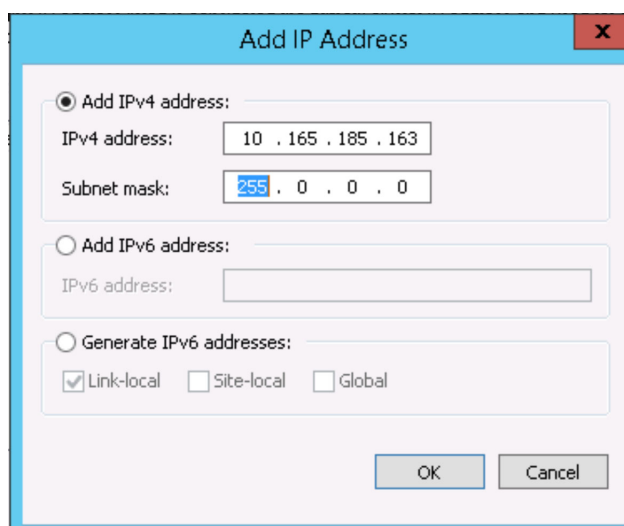 Add IP Address
x
Add IPv4 address:
IPv4 address: 10 . 165 . 185 . 163
Subnet mask: 255 . 0 . 0 . 0
Add IPv6 address:
IPv6 address:
Generate IPv6 addresses:
Link-local Site-local Global
OK Cancel